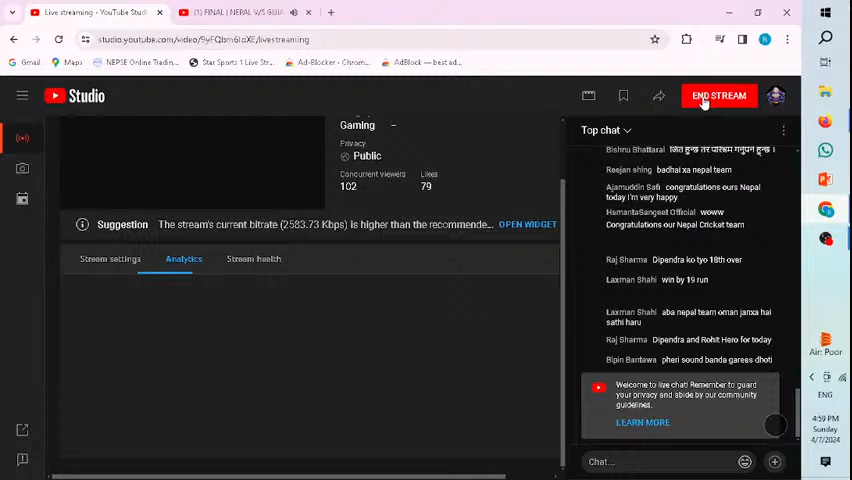 Live streaming - YouTube Studi
(1) FINAL | NEPAL V/S GUJA
studio.youtube.com/video/9yEQbm6IaXE/livestreaming
Gmail
Maps
NEPSE Online Trading...
Star Sports 1 Live Str...
Ad-Blocker - Chrom...
AdBlock — best ad...
Studio
END STREAM
Gaming
Privacy
Public
Concurrent viewers
Likes
102
79
Suggestion
The stream's current bitrate (2583.73 Kbps) is higher than the recommende...
OPEN WIDGET
Stream settings
Analytics
Stream health
Top chat
Bishnu Bhattarai
Reejan shing badhai xa nepal teem
Ajamuddin Safi congratulations ours Nepal
today I'm very happy
HemantaSangeet Official woww
Congratulations our Nepal Cricket team
Raj Sharma Dipendra ko tyo 18th over
Laxman Shahi win by 19 run
Laxman Shahi aba nepal team oman janxa hai
sathi haru
Raj Sharma Dipendra and Rohit Hero for today
Bipin Bantawa pheri sound banda garees dhoti
Welcome to live chat! Remember to guard
your privacy and abide by our community
guidelines.
LEARN MORE
Chat...
Air: Poor
ENG
4:59 PM
Sunday
4/7/2024